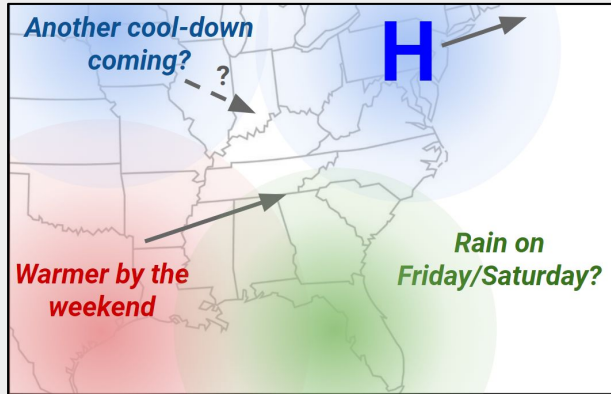 Another cool-down
coming?
?
H
Rain on
Friday/Saturday?
Warmer by the
weekend